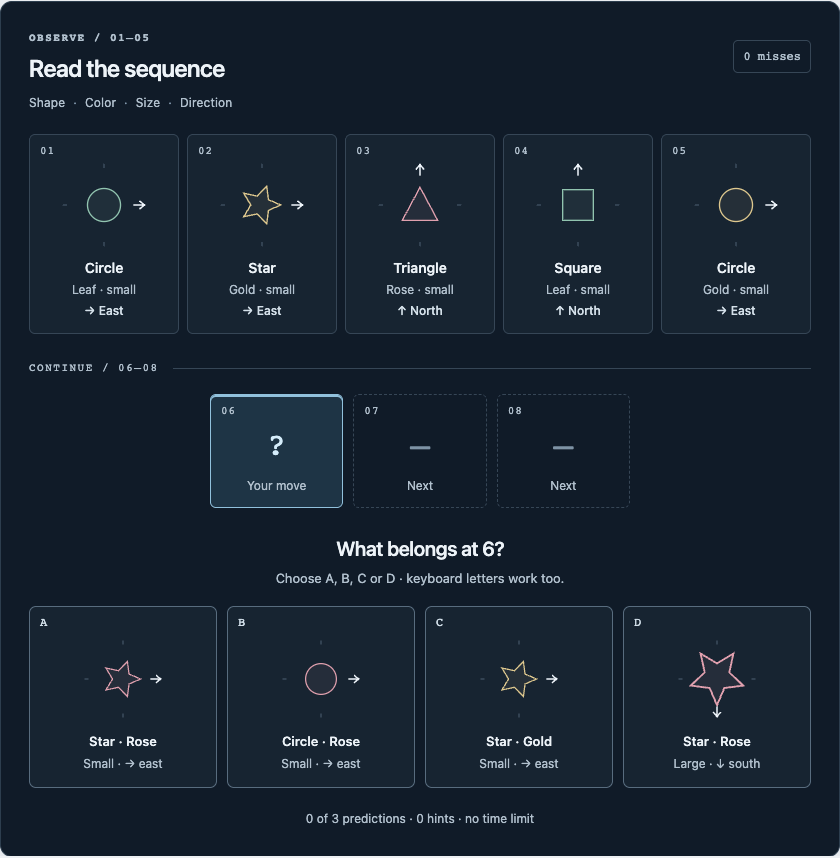 OBSERVE / 01—05
Read the sequence
0 misses
Shape · Color · Size · Direction
01
02
03
04
05
Circle
Leaf · small
→ East
Star
Gold · small
→ East
Triangle
Rose · small
↑ North
Square
Leaf · small
↑ North
Circle
Gold · small
→ East
CONTINUE / 06—08
06
?
Your move
07
—
Next
08
—
Next
What belongs at 6?
Choose A, B, C or D · keyboard letters work too.
A
Star · Rose
Small · → east
B
Circle · Rose
Small · → east
C
Star · Gold
Small · → east
D
Star · Rose
Large · ↓ south
0 of 3 predictions · 0 hints · no time limit